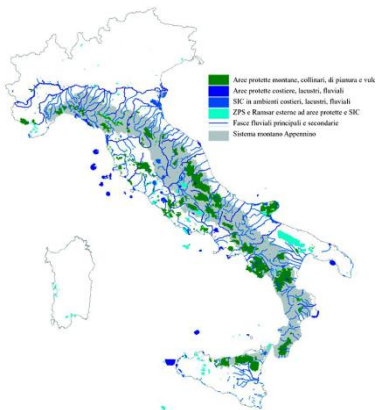 Aree protette montane, collinari, di pianura e vulc
Aree protette costiere, lacustri, fluviali
SIC in ambienti costieri, lacustri, fluviali
ZPS e Ramsar esterne ad aree protette e SIC
Fasce fluviali principali e secondarie
Sistema montano Appennino